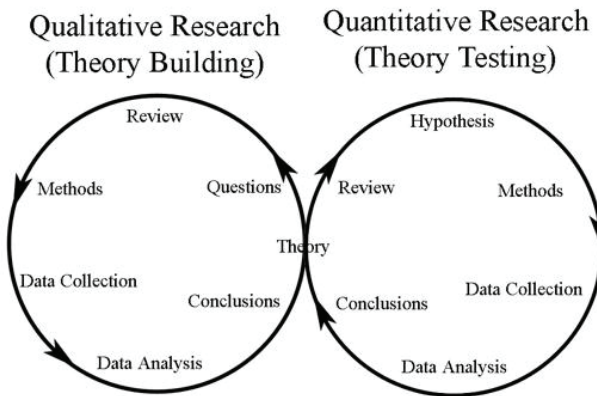 Qualitative Research
(Theory Building)
Quantitative Research
(Theory Testing)
Review
Methods
Questions
Data Collection
Conclusions
Data Analysis
Theory
Hypothesis
Review
Methods
Data Collection
Conclusions
Data Analysis